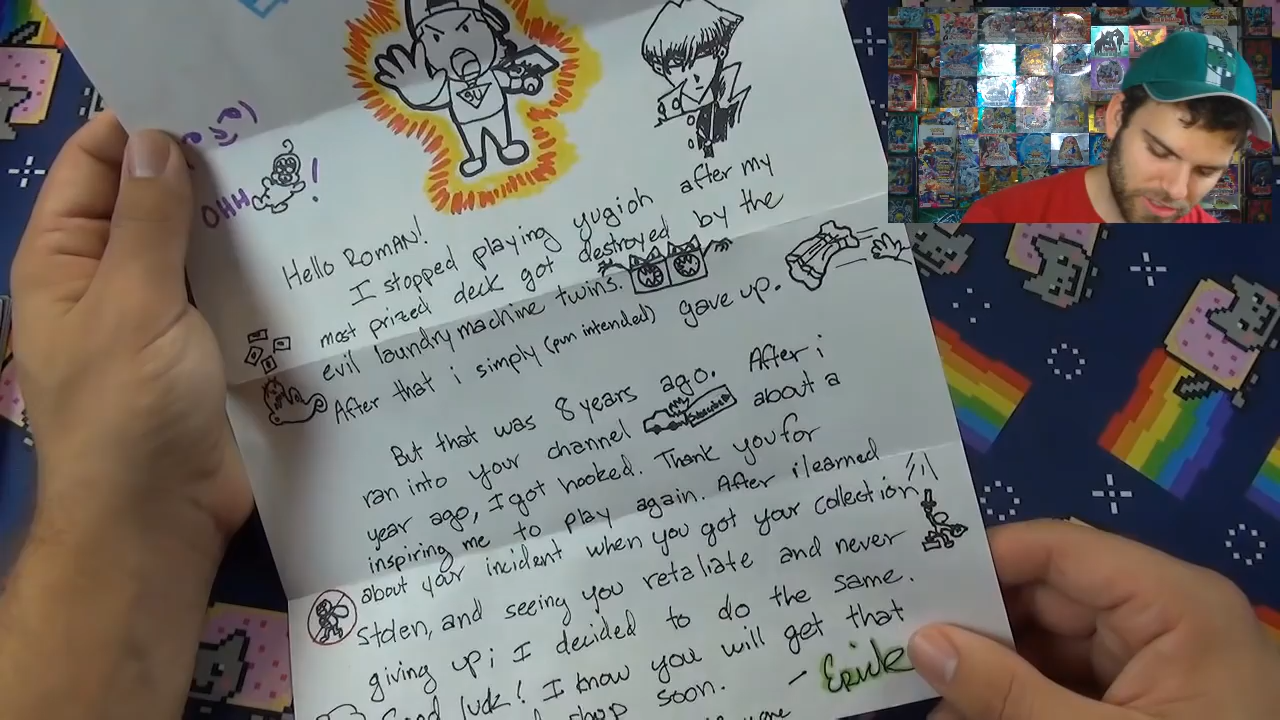 OHH!
Hello RomAN!
I stopped playing yugioh after my
most prized deck got destroyed by the
evil laundry machine twins.
After that i simply (pun intended) gave up.
But that was 8 years ago. After i
ran into your channel about a
year ago, I got hooked. Thank you for
inspiring me to play again. After i learned
about your incident when you got your collection
stolen, and seeing you retaliate and never
giving up; I decided to do the same.
Good luck! I know you will get that
shop soon. - Erick